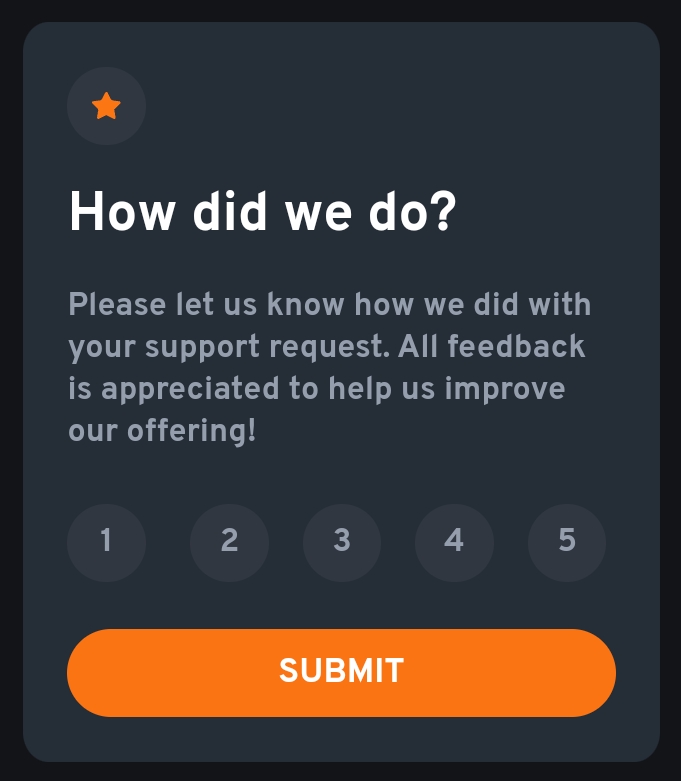 How did we do?
Please let us know how we did with
your support request. All feedback
is appreciated to help us improve
our offering!
1 2 3 4 5
SUBMIT